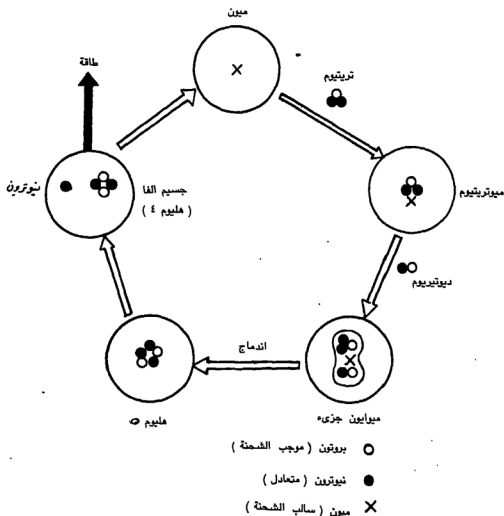 ميون
طاقة
تريتيوم
نيوترون
جسيم الفا
( هليوم ٤ )
ميوتريتيوم
ديوتيريوم
اندماج
هليوم ٥
ميوايون جزىء
بروتون ( موجب الشحنة )
نيوترون ( متعادل )
ميون ( سالب الشحنة )